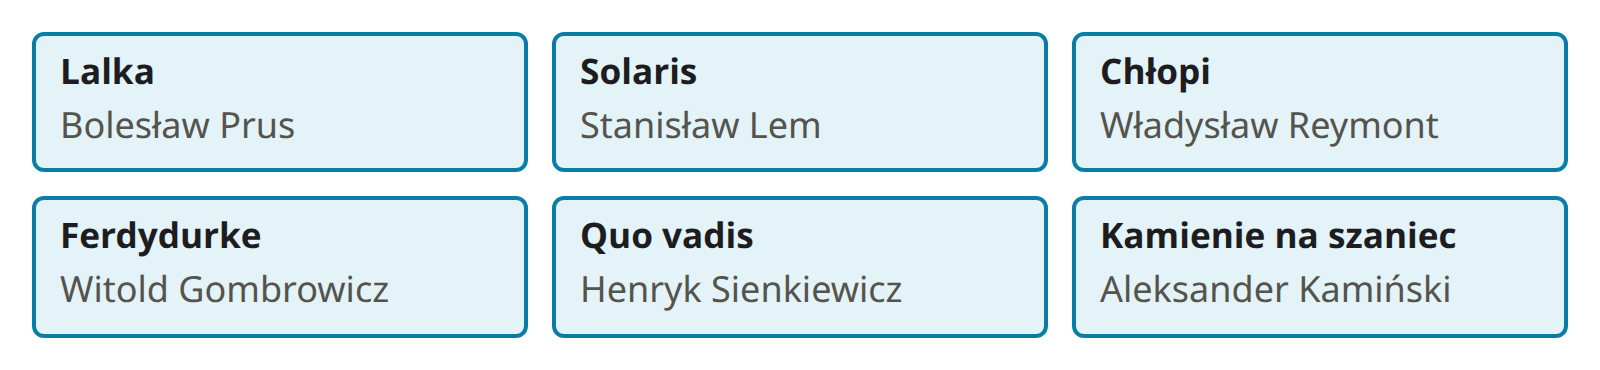 Lalka
Bolesław Prus
Solaris
Stanisław Lem
Chłopi
Władysław Reymont
Ferdydurke
Witold Gombrowicz
Quo vadis
Henryk Sienkiewicz
Kamienie na szaniec
Aleksander Kamiński